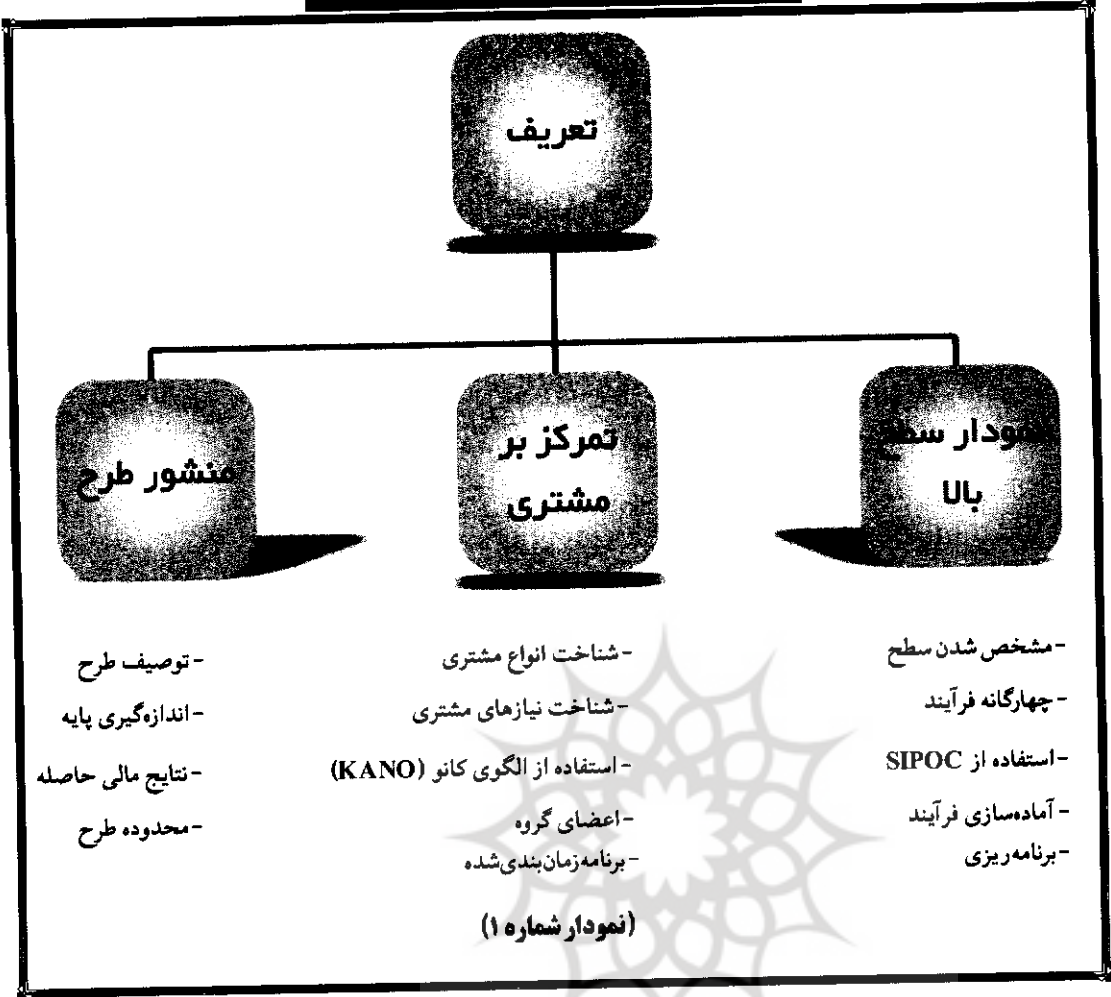 تعریف
نمودار سطح
بالا
تمرکز بر
مشتری
منشور طرح
-مشخص شدن سطح
-چهارگانه فرآیند
-استفاده از SIPOC
-آماده‌سازی فرآیند
-برنامه‌ریزی
-شناخت انواع مشتری
-شناخت نیازهای مشتری
-استفاده از الگوی کانو (KANO)
-اعضای گروه
-برنامه‌زمان‌بندی‌شده
-توصیف طرح
-اندازه‌گیری پایه
-نتایج مالی حاصله
-محدوده طرح
(نمودار شماره ۱)